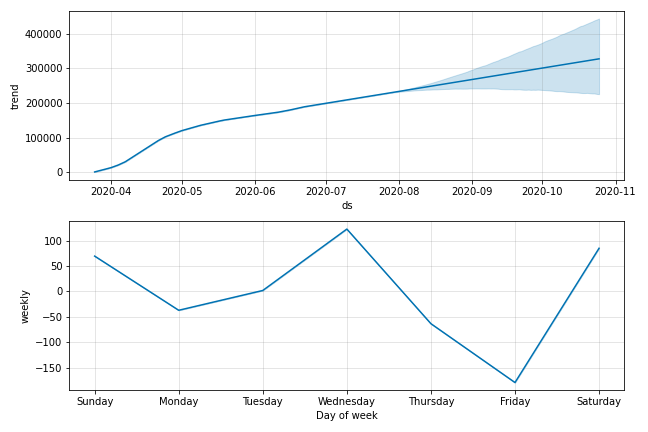 400000
300000
200000
100000
0
trend
2020-04 2020-05 2020-06 2020-07 2020-08 2020-09 2020-10 2020-11
ds
100
50
0
−50
−100
−150
weekly
Sunday Monday Tuesday Wednesday Thursday Friday Saturday
Day of week